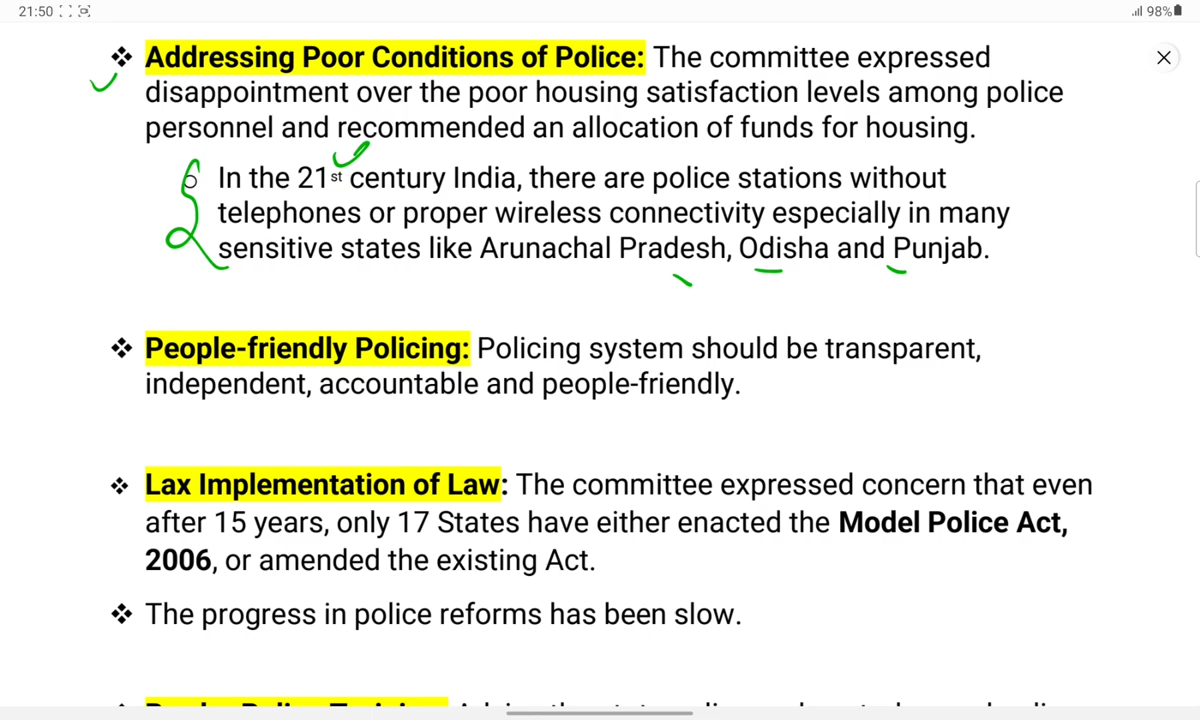 21:50
98%
❖ Addressing Poor Conditions of Police: The committee expressed
disappointment over the poor housing satisfaction levels among police
personnel and recommended an allocation of funds for housing.
○ In the 21st century India, there are police stations without
telephones or proper wireless connectivity especially in many
sensitive states like Arunachal Pradesh, Odisha and Punjab.
❖ People-friendly Policing: Policing system should be transparent,
independent, accountable and people-friendly.
❖ Lax Implementation of Law: The committee expressed concern that even
after 15 years, only 17 States have either enacted the Model Police Act,
2006, or amended the existing Act.
❖ The progress in police reforms has been slow.